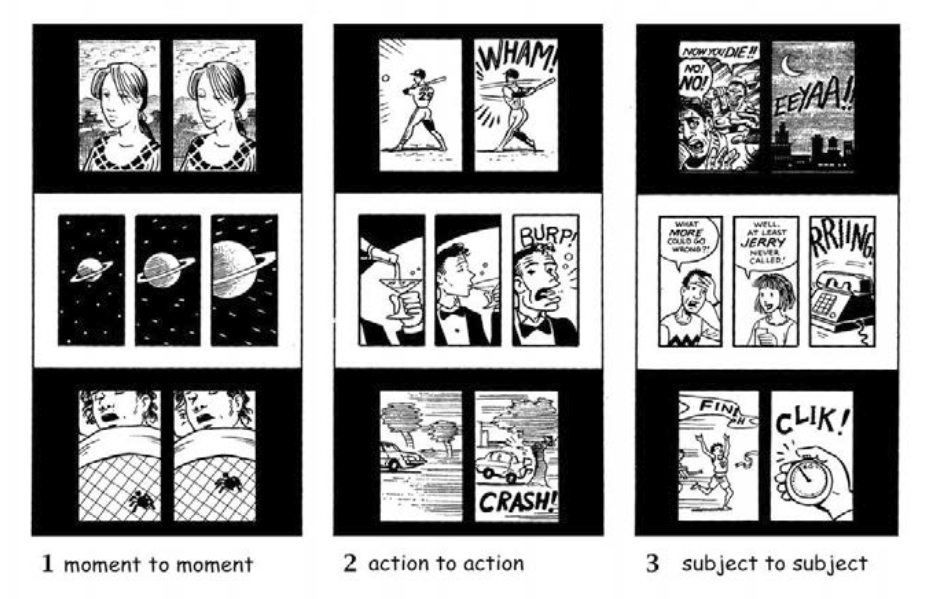 1 moment to moment
WHAM!
BURP!
CRASH!
2 action to action
NOW YOU DIE!!
NO!
NO!
EEYAA!!
WHAT
MORE
COULD GO
WRONG?!
WELL,
AT LEAST
JERRY
NEVER
CALLED!
RRIING!
FINI
H
CLIK!
3 subject to subject